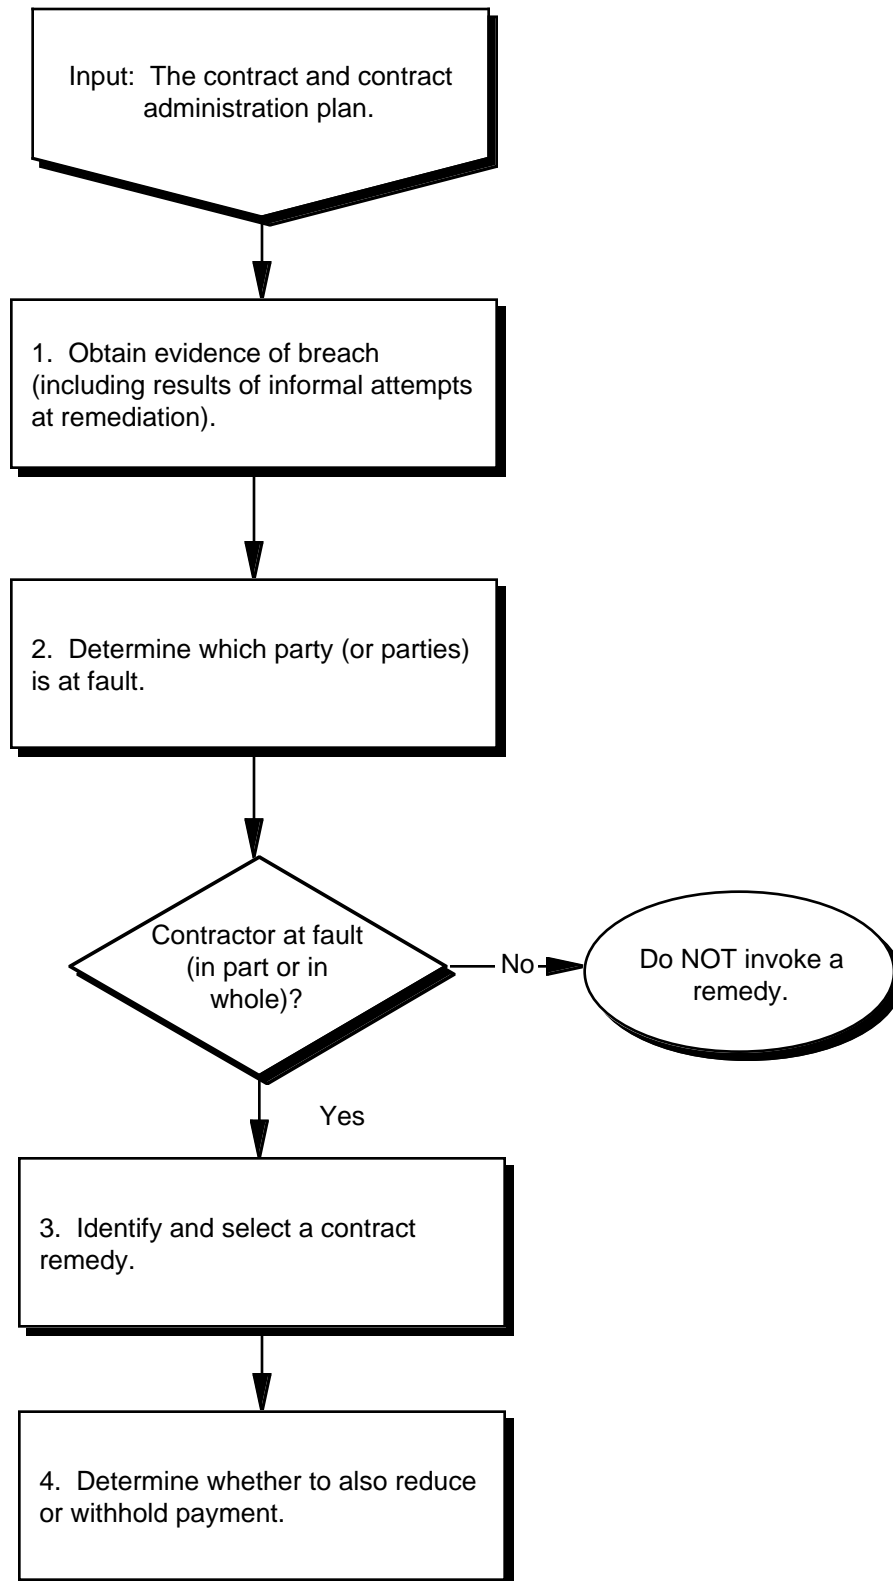 Input:  The contract and contract
administration plan.
1.  Obtain evidence of breach
(including results of informal attempts
at remediation).
2.  Determine which party (or parties)
is at fault.
Contractor at fault
(in part or in
whole)?
No
Do NOT invoke a
remedy.
Yes
3.  Identify and select a contract
remedy.
4.  Determine whether to also reduce
or withhold payment.